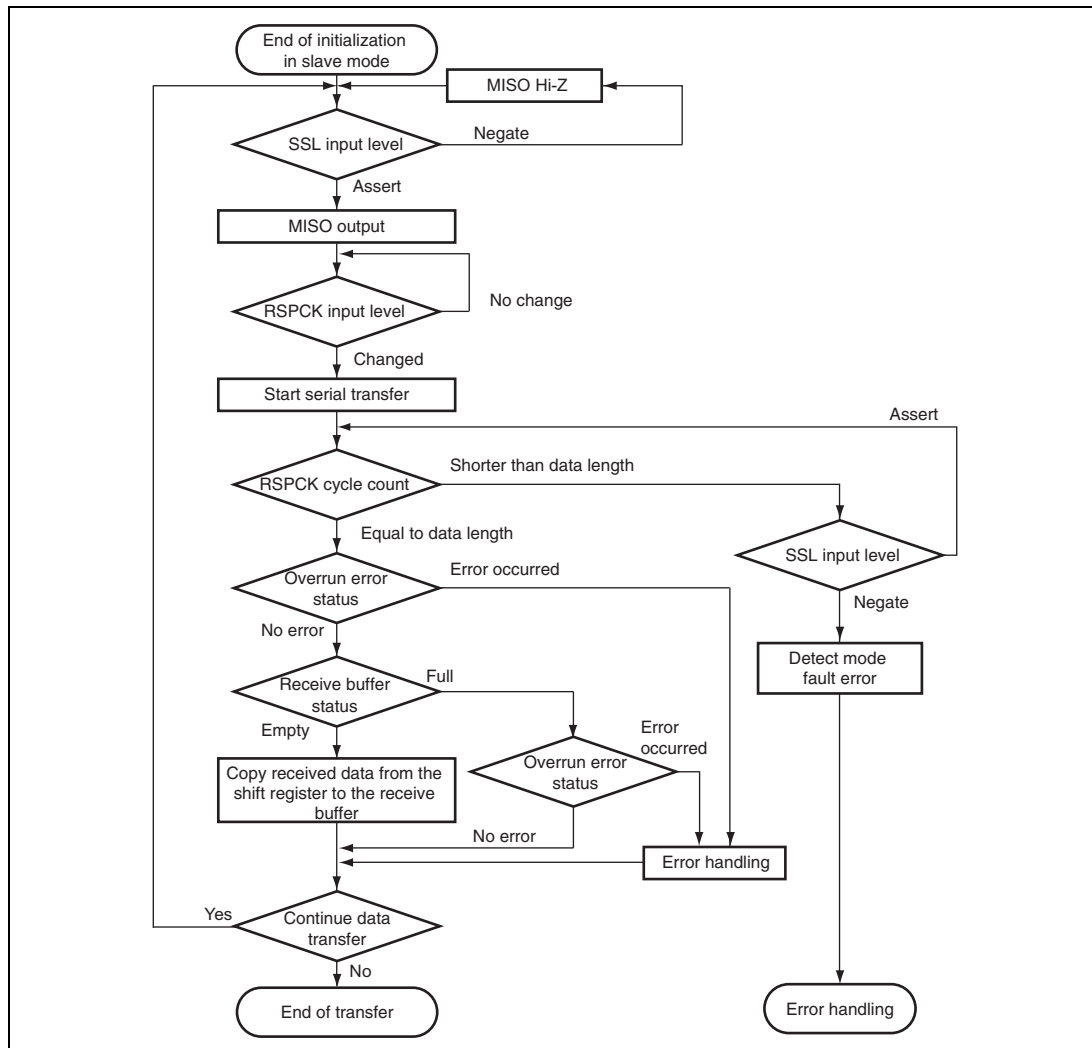 End of initialization
in slave mode
MISO Hi-Z
SSL input level
Negate
Assert
MISO output
RSPCK input level
No change
Changed
Start serial transfer
Assert
RSPCK cycle count
Shorter than data length
Equal to data length
SSL input level
Overrun error
status
Error occurred
Negate
No error
Detect mode
fault error
Receive buffer
status
Full
Empty
Error
occurred
Overrun error
status
Copy received data from the
shift register to the receive
buffer
No error
Error handling
Yes
Continue data
transfer
No
End of transfer
Error handling